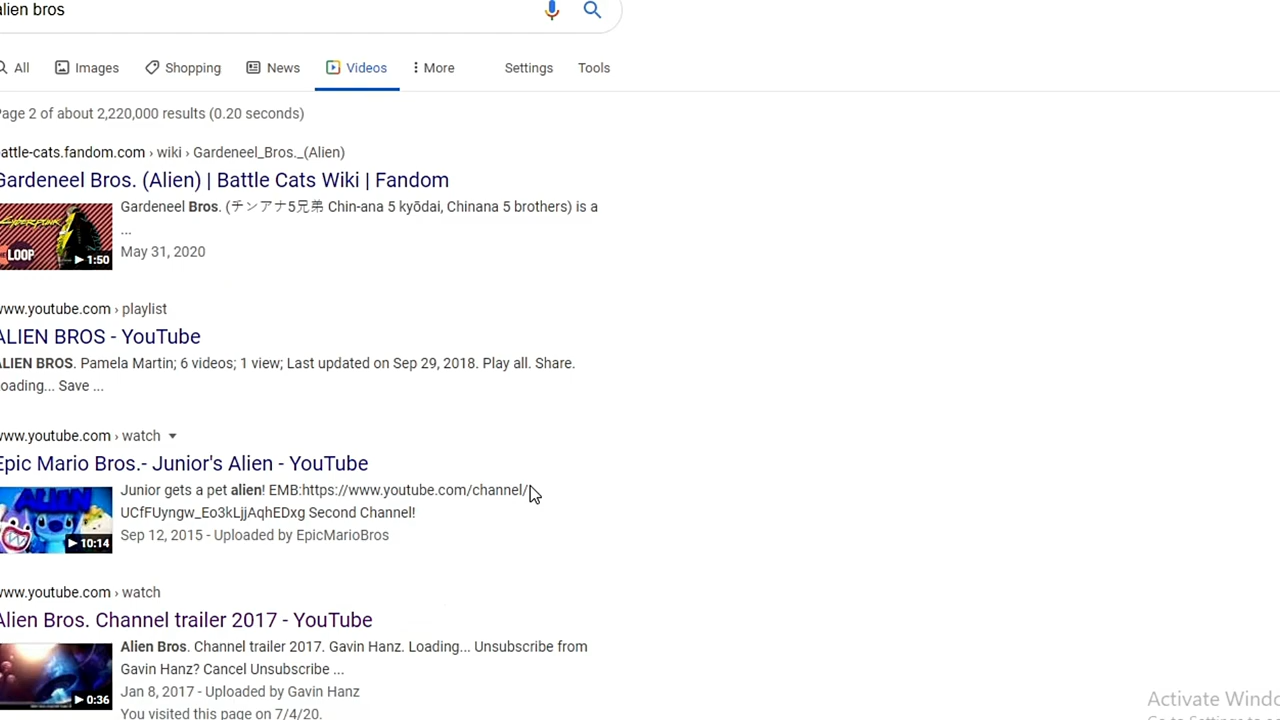 alien bros
All Images Shopping News Videos More Settings Tools
Page 2 of about 2,220,000 results (0.20 seconds)
attle-cats.fandom.com › wiki › Gardeneel_Bros._(Alien)
Gardeneel Bros. (Alien) | Battle Cats Wiki | Fandom
Gardeneel Bros. (チンアナ5兄弟 Chin-ana 5 kyōdai, Chinana 5 brothers) is a
...
May 31, 2020
CYBERPUNK
LOOP
1:50
www.youtube.com › playlist
ALIEN BROS - YouTube
ALIEN BROS. Pamela Martin; 6 videos; 1 view; Last updated on Sep 29, 2018. Play all. Share.
oading... Save ...
www.youtube.com › watch
Epic Mario Bros.- Junior's Alien - YouTube
Junior gets a pet alien! EMB:https://www.youtube.com/channel/
UCfFUyngw_Eo3kLjjAqhEDxg Second Channel!
Sep 12, 2015 - Uploaded by EpicMarioBros
ALIEN
10:14
www.youtube.com › watch
Alien Bros. Channel trailer 2017 - YouTube
Alien Bros. Channel trailer 2017. Gavin Hanz. Loading... Unsubscribe from
Gavin Hanz? Cancel Unsubscribe ...
Jan 8, 2017 - Uploaded by Gavin Hanz
You visited this page on 7/4/20.
0:36
Activate Windo